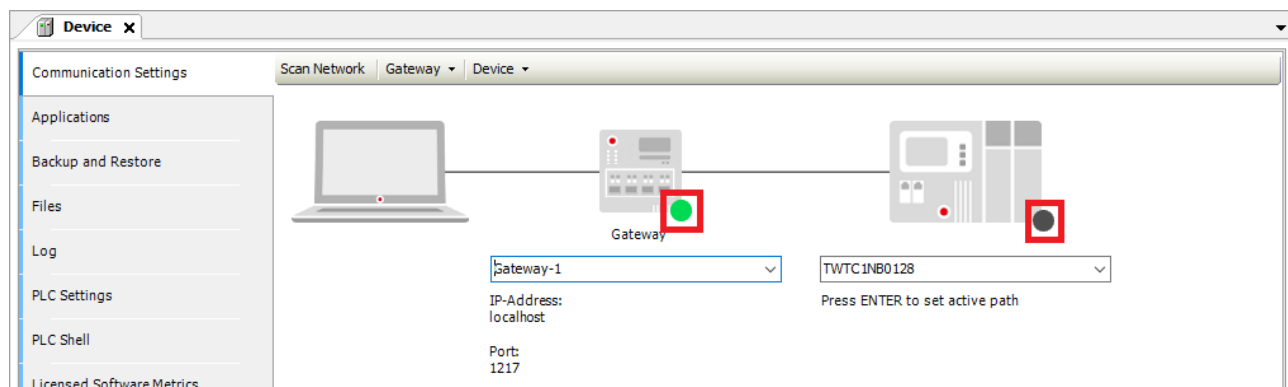 Device
Communication Settings
Scan Network
Gateway
Device
Applications
Backup and Restore
Files
Log
PLC Settings
PLC Shell
Licensed Software Metrics
Gateway
Gateway-1
TWTC1NB0128
IP-Address:
localhost
Press ENTER to set active path
Port:
1217